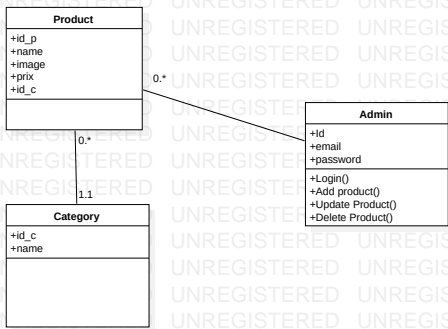 Product
+id_p
+name
+image
+prix
+id_c
0.*
0.*
1.1
Category
+id_c
+name
Admin
+Id
+email
+password
+Login()
+Add product()
+Update Product()
+Delete Product()
UNREGISTERED